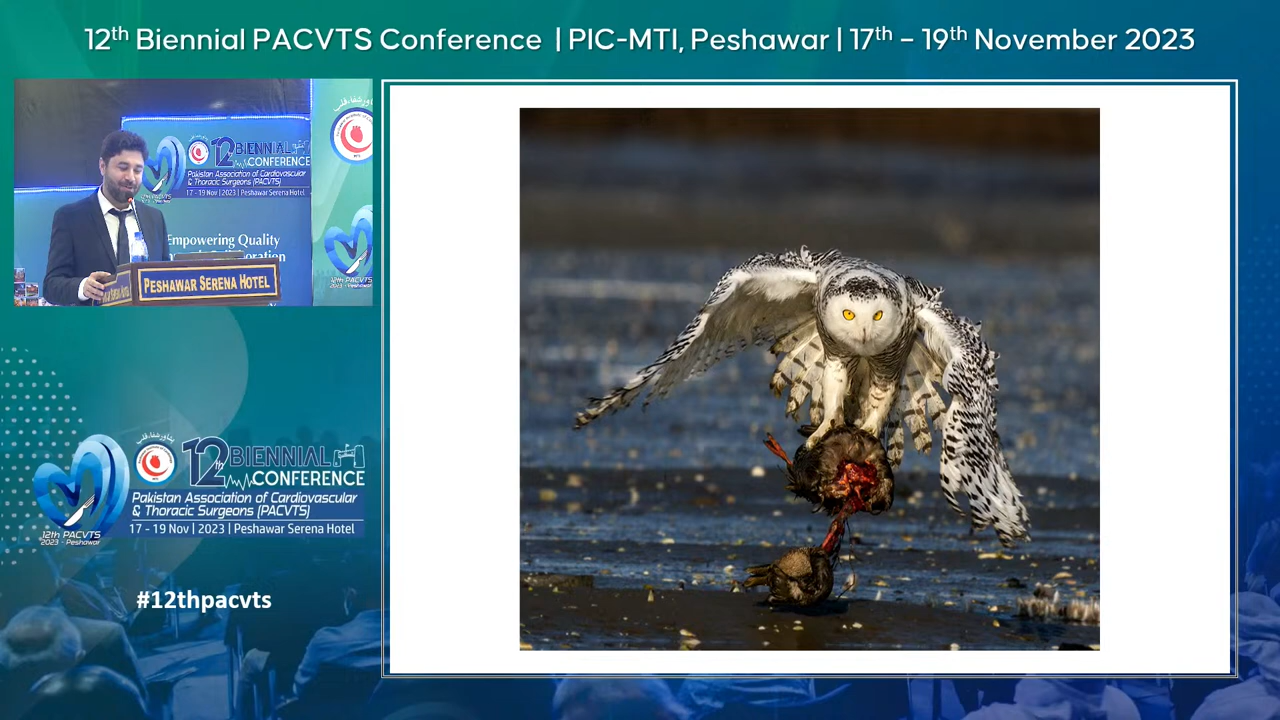 12th Biennial PACVTS Conference | PIC-MTI, Peshawar | 17th – 19th November 2023
12 BIENNIAL
CONFERENCE
Pakistan Association of Cardiovascular
& Thoracic Surgeons (PACVTS)
17 - 19 Nov | 2023 | Peshawar Serena Hotel
Empowering Quality
PESHAWAR SERENA HOTEL
12th PACVTS
12th BIENNIAL
CONFERENCE
Pakistan Association of Cardiovascular
& Thoracic Surgeons (PACVTS)
17 - 19 Nov | 2023 | Peshawar Serena Hotel
12th PACVTS
2023 - Peshawar
#12thpacvts